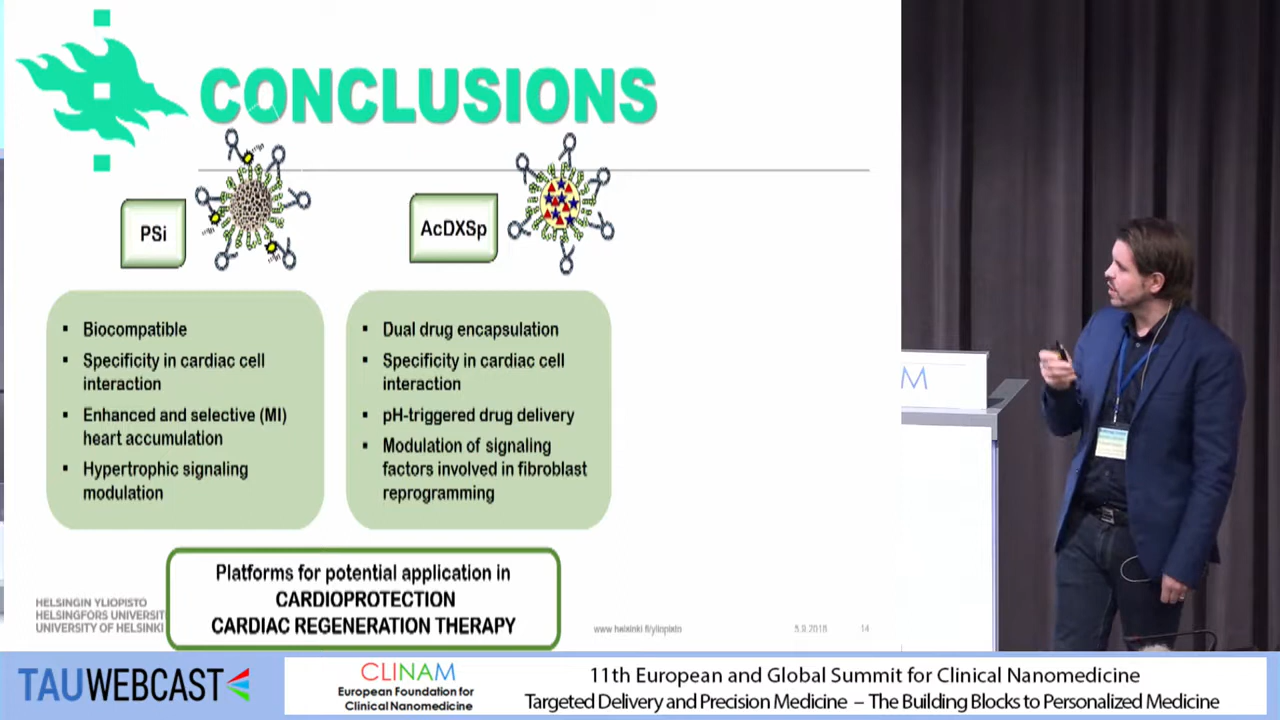 CONCLUSIONS
PSi
AcDXSp
Biocompatible
Specificity in cardiac cell
interaction
Enhanced and selective (MI)
heart accumulation
Hypertrophic signaling
modulation
Dual drug encapsulation
Specificity in cardiac cell
interaction
pH-triggered drug delivery
Modulation of signaling
factors involved in fibroblast
reprogramming
Platforms for potential application in
CARDIOPROTECTION
CARDIAC REGENERATION THERAPY
HELSINGIN YLIOPISTO
HELSINGFORS UNIVERSIT
UNIVERSITY OF HELSINKI
www.helsinki.fi/yliopisto
5.9.2018
14
M
TAUWEBCAST
CLINAM
European Foundation for
Clinical Nanomedicine
11th European and Global Summit for Clinical Nanomedicine
Targeted Delivery and Precision Medicine – The Building Blocks to Personalized Medicine